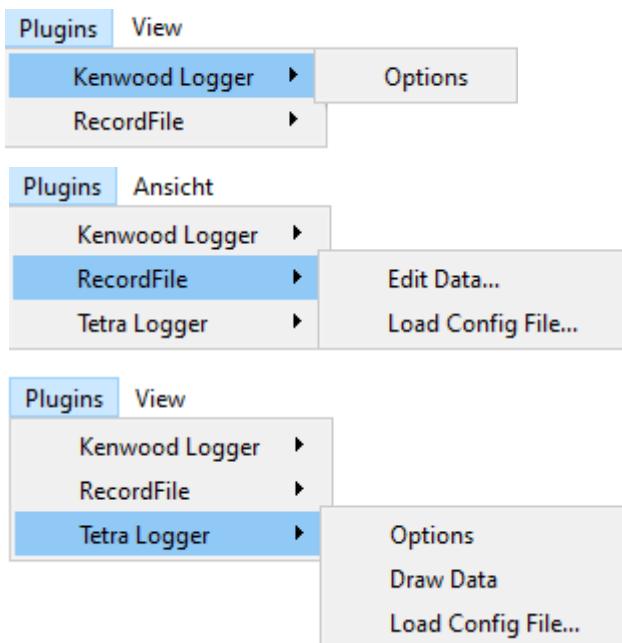 Plugins View
Kenwood Logger Options
RecordFile
Plugins Ansicht
Kenwood Logger
RecordFile Edit Data...
Tetra Logger Load Config File...
Plugins View
Kenwood Logger
RecordFile
Tetra Logger Options
Draw Data
Load Config File...